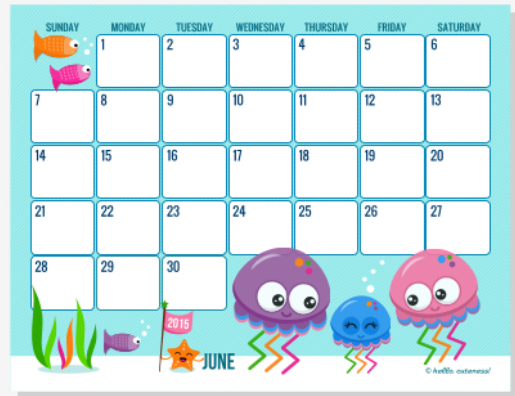 SUNDAY MONDAY TUESDAY WEDNESDAY THURSDAY FRIDAY SATURDAY
1 2 3 4 5 6
7 8 9 10 11 12 13
14 15 16 17 18 19 20
21 22 23 24 25 26 27
28 29 30
2015
JUNE
© hello, cuteness!